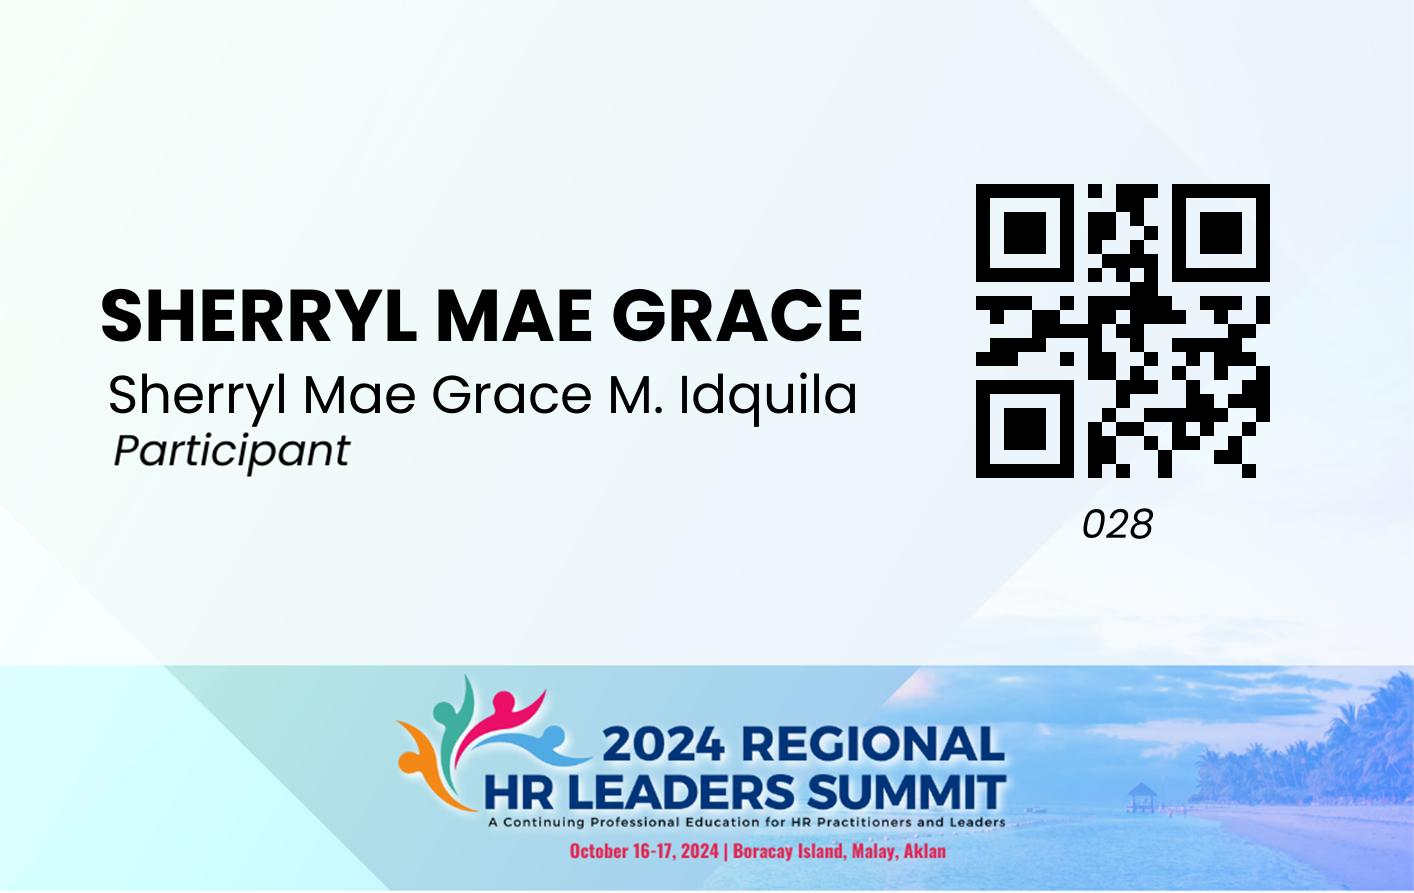 SHERRYL MAE GRACE
Sherryl Mae Grace M. Idquila
Participant
028
2024 REGIONAL
HR LEADERS SUMMIT
A Continuing Professional Education for HR Practitioners and Leaders
October 16-17, 2024 | Boracay Island, Malay, Aklan